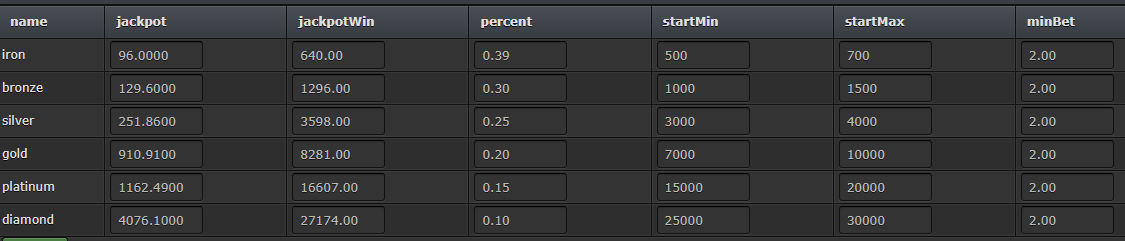 name jackpot jackpotWin percent startMin startMax minBet
iron 96.0000 640.00 0.39 500 700 2.00
bronze 129.6000 1296.00 0.30 1000 1500 2.00
silver 251.8600 3598.00 0.25 3000 4000 2.00
gold 910.9100 8281.00 0.20 7000 10000 2.00
platinum 1162.4900 16607.00 0.15 15000 20000 2.00
diamond 4076.1000 27174.00 0.10 25000 30000 2.00